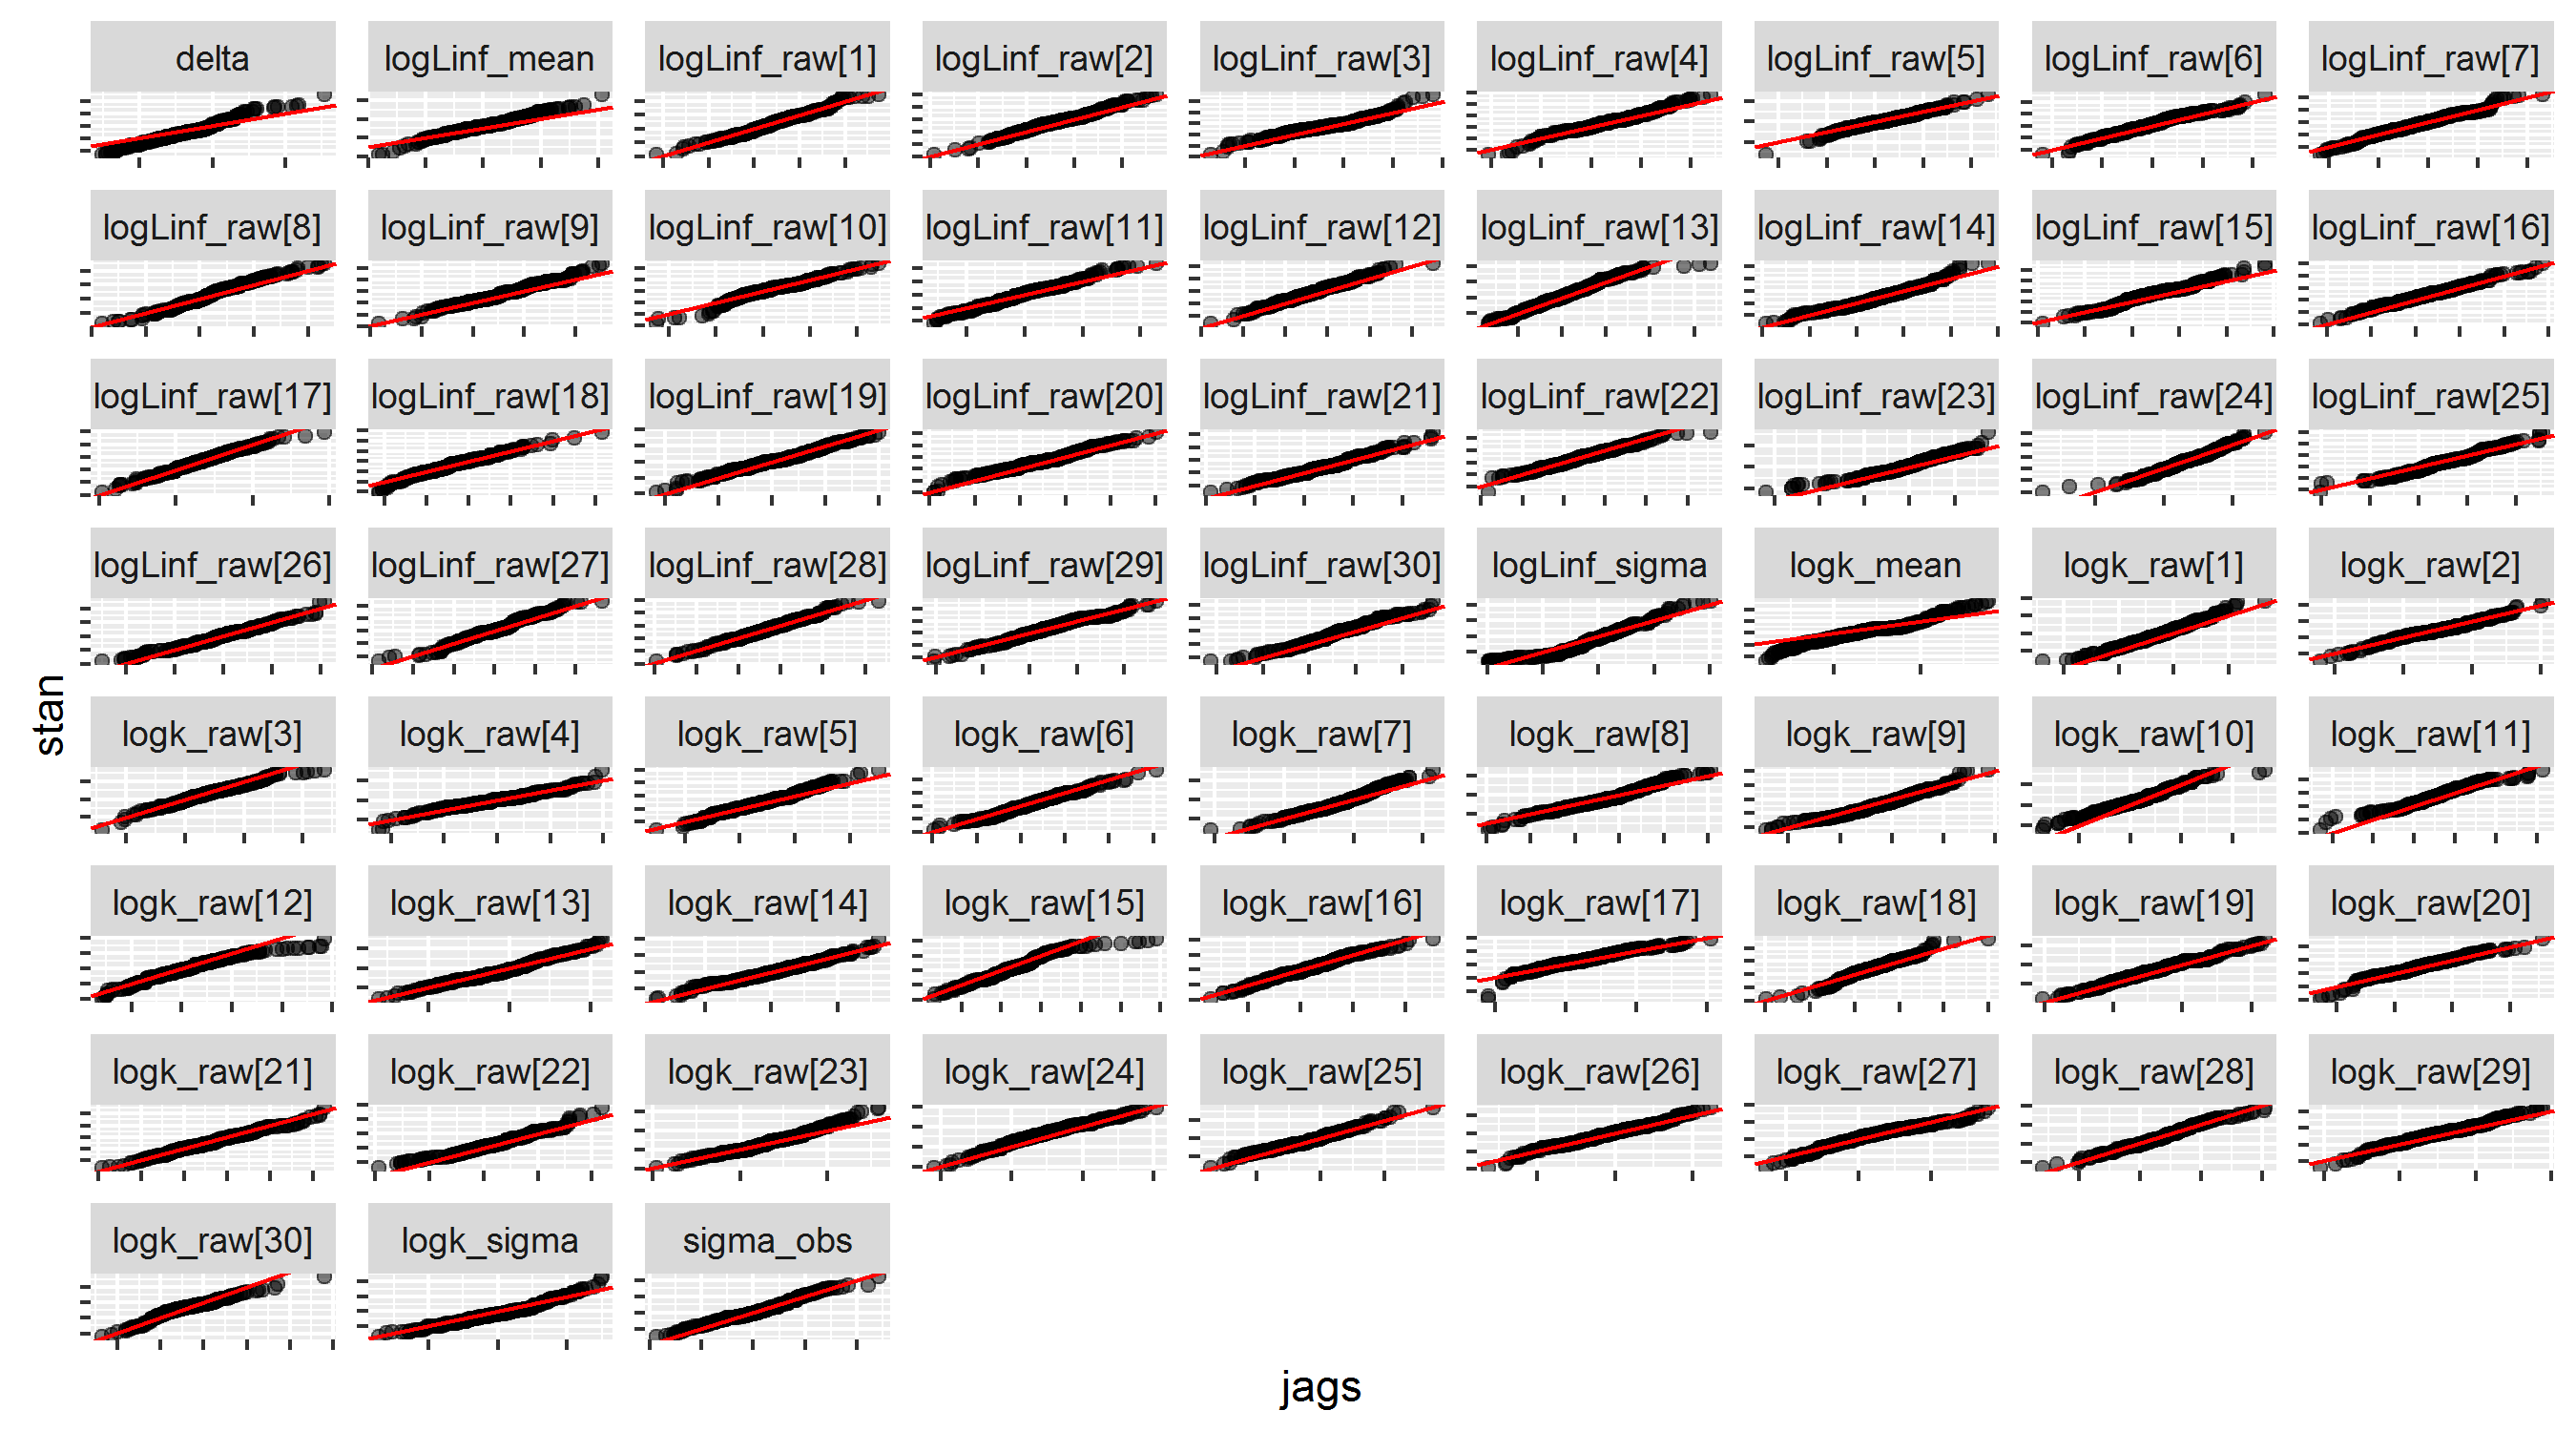 delta logLinf_mean logLinf_raw[1] logLinf_raw[2] logLinf_raw[3] logLinf_raw[4] logLinf_raw[5] logLinf_raw[6] logLinf_raw[7]
logLinf_raw[8] logLinf_raw[9] logLinf_raw[10] logLinf_raw[11] logLinf_raw[12] logLinf_raw[13] logLinf_raw[14] logLinf_raw[15] logLinf_raw[16]
logLinf_raw[17] logLinf_raw[18] logLinf_raw[19] logLinf_raw[20] logLinf_raw[21] logLinf_raw[22] logLinf_raw[23] logLinf_raw[24] logLinf_raw[25]
logLinf_raw[26] logLinf_raw[27] logLinf_raw[28] logLinf_raw[29] logLinf_raw[30] logLinf_sigma logk_mean logk_raw[1] logk_raw[2]
stan
logk_raw[3] logk_raw[4] logk_raw[5] logk_raw[6] logk_raw[7] logk_raw[8] logk_raw[9] logk_raw[10] logk_raw[11]
logk_raw[12] logk_raw[13] logk_raw[14] logk_raw[15] logk_raw[16] logk_raw[17] logk_raw[18] logk_raw[19] logk_raw[20]
logk_raw[21] logk_raw[22] logk_raw[23] logk_raw[24] logk_raw[25] logk_raw[26] logk_raw[27] logk_raw[28] logk_raw[29]
logk_raw[30] logk_sigma sigma_obs
jags